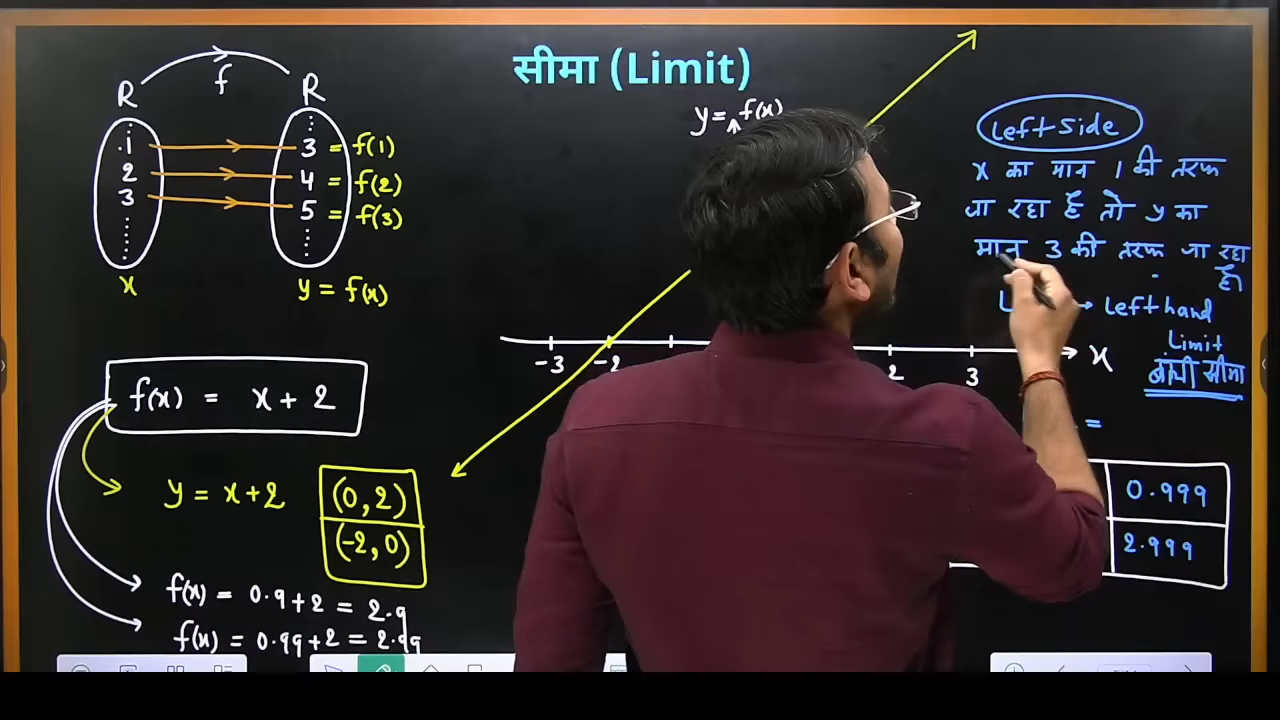 सीमा (Limit)
f
R R
1 3 = f(1)
2 4 = f(2)
3 5 = f(3)
x y = f(x)
f(x) = x + 2
y = x+2
(0, 2)
(-2, 0)
f(x) = 0.9+2 = 2.9
f(x) = 0.99+2 = 2.99
y = f(x)
-3 -2 2 3 x
Left side
x का मान 1 की तरफ
जा रहा है तो y का
मान 3 की तरफ जा रहा
है।
L → Left hand
Limit
बायीं सीमा
=
0.999
2.999